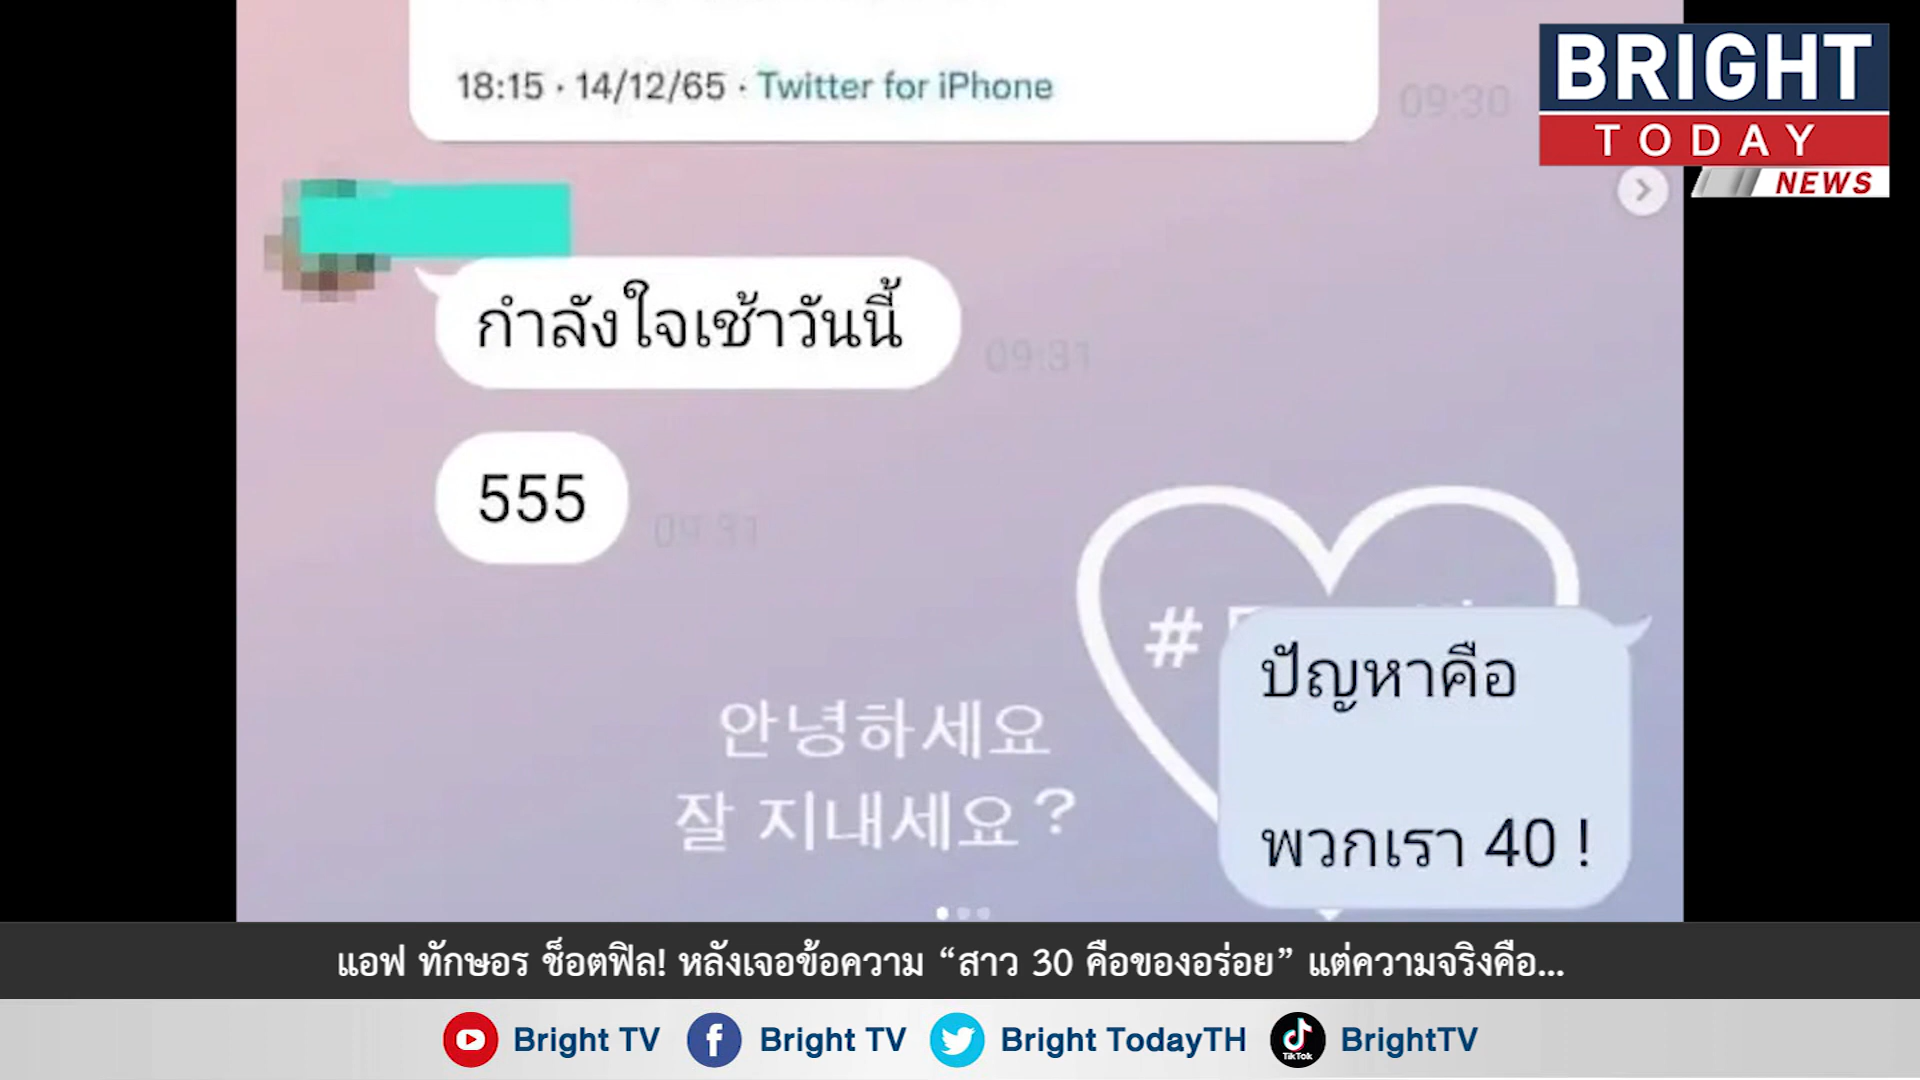 18:15 · 14/12/65 · Twitter for iPhone
09:30
BRIGHT
TODAY
NEWS
กำลังใจเช้าวันนี้
09:31
555
09:31
#
ปัญหาคือ
พวกเรา 40 !
안녕하세요
잘 지내세요?
แอฟ ทักษอร ช็อตฟิล! หลังเจอข้อความ “สาว 30 คือของอร่อย” แต่ความจริงคือ...
Bright TV
Bright TV
Bright TodayTH
TikTok
BrightTV